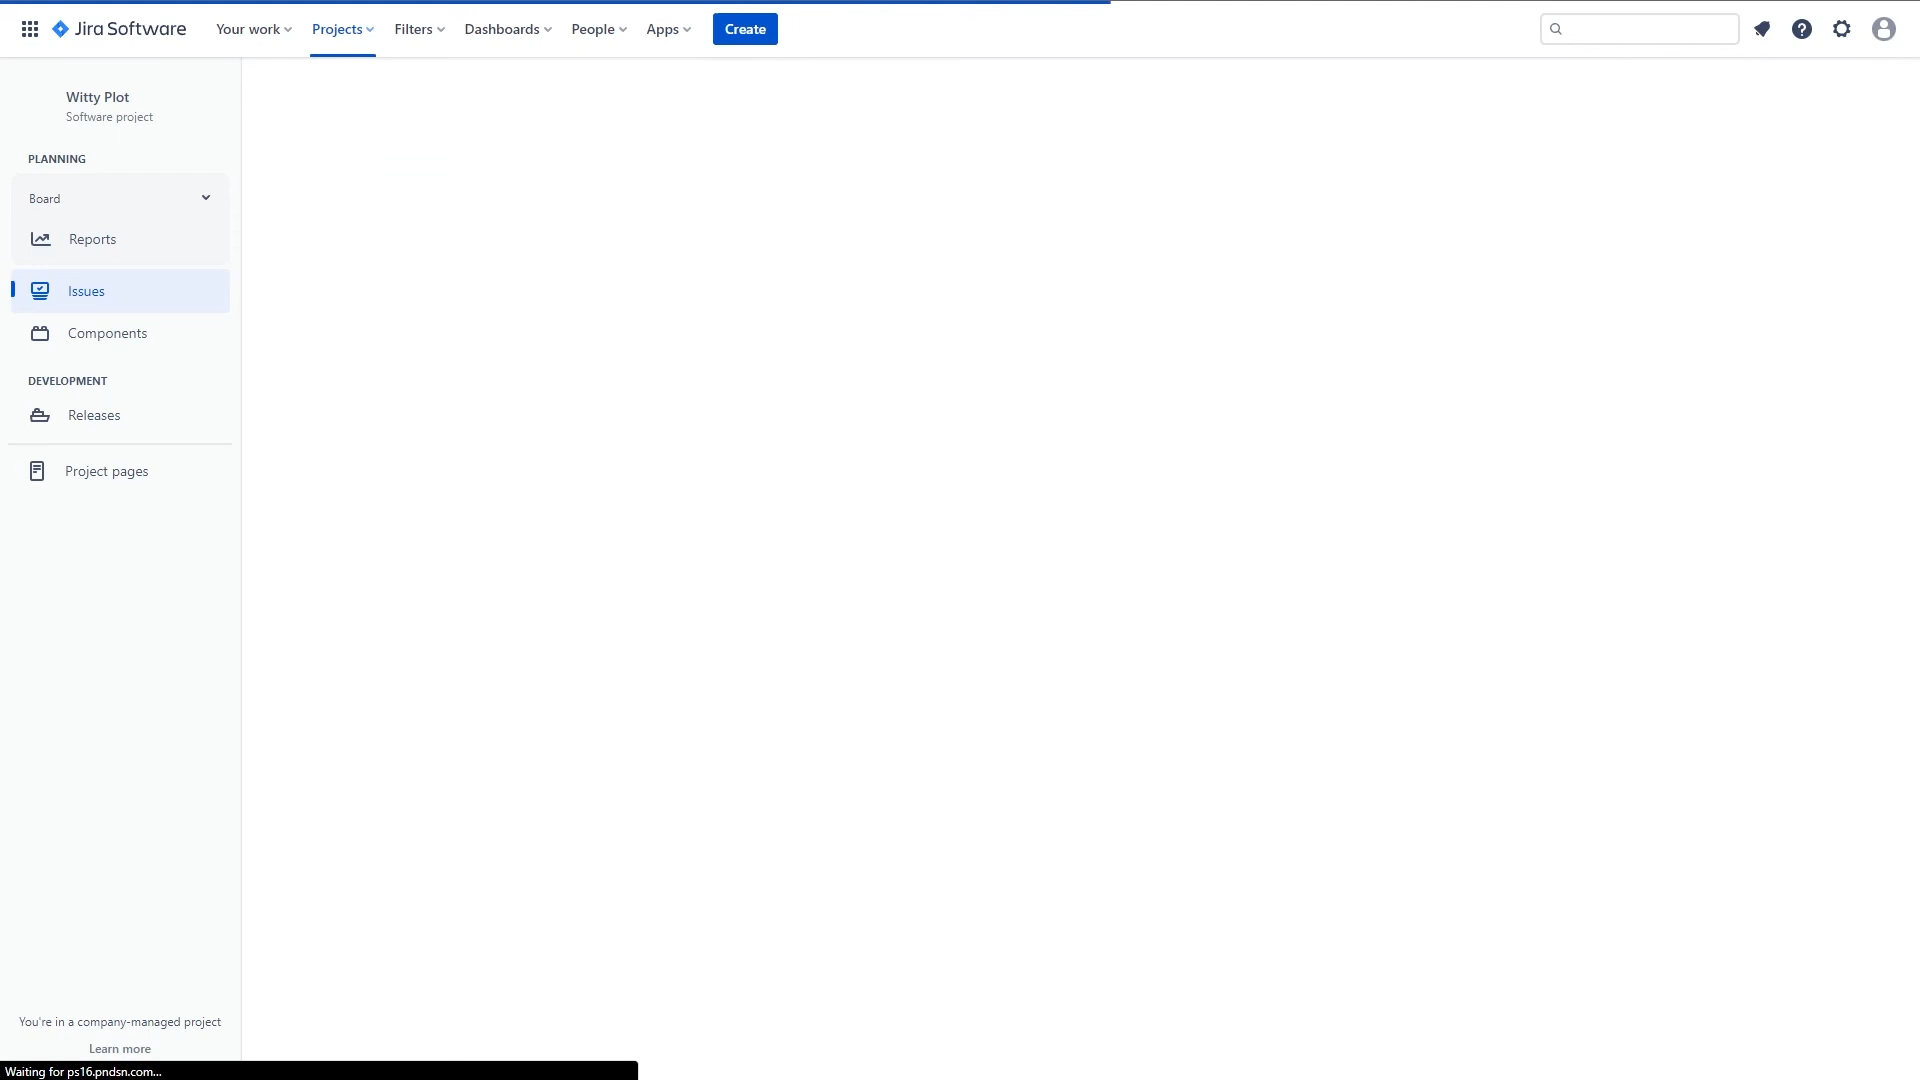 Jira Software
Your work
Projects
Filters
Dashboards
People
Apps
Create
Witty Plot
Software project
PLANNING
Board
Reports
Issues
Components
DEVELOPMENT
Releases
Project pages
You're in a company-managed project
Learn more
Waiting for ps16.pndsn.com...